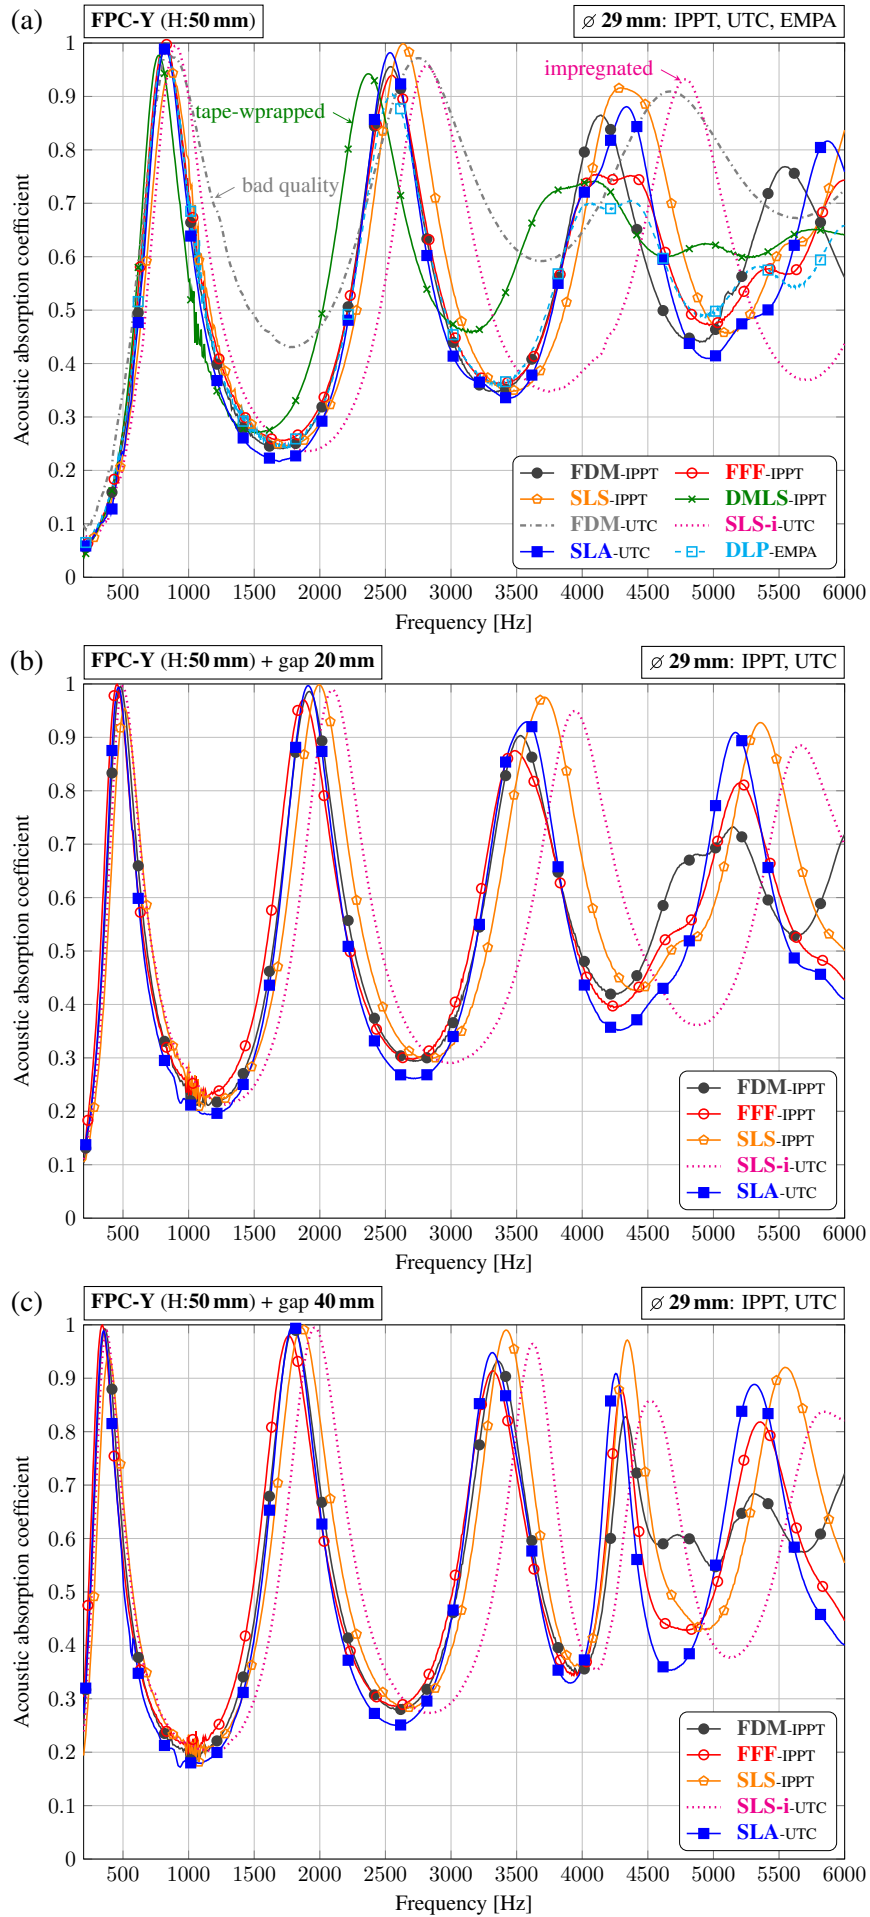 (a) FPC-Y (H:50 mm) ⌀ 29 mm: IPPT, UTC, EMPA
1
0.9
0.8
0.7
0.6
0.5
0.4
0.3
0.2
0.1
0
Acoustic absorption coefficient
impregnated
tape-wprapped
bad quality
FDM-IPPT FFF-IPPT
SLS-IPPT DMLS-IPPT
FDM-UTC SLS-i-UTC
SLA-UTC DLP-EMPA
500 1000 1500 2000 2500 3000 3500 4000 4500 5000 5500 6000
Frequency [Hz]
(b) FPC-Y (H:50 mm) + gap 20 mm ⌀ 29 mm: IPPT, UTC
1
0.9
0.8
0.7
0.6
0.5
0.4
0.3
0.2
0.1
0
Acoustic absorption coefficient
FDM-IPPT
FFF-IPPT
SLS-IPPT
SLS-i-UTC
SLA-UTC
500 1000 1500 2000 2500 3000 3500 4000 4500 5000 5500 6000
Frequency [Hz]
(c) FPC-Y (H:50 mm) + gap 40 mm ⌀ 29 mm: IPPT, UTC
1
0.9
0.8
0.7
0.6
0.5
0.4
0.3
0.2
0.1
0
Acoustic absorption coefficient
FDM-IPPT
FFF-IPPT
SLS-IPPT
SLS-i-UTC
SLA-UTC
500 1000 1500 2000 2500 3000 3500 4000 4500 5000 5500 6000
Frequency [Hz]